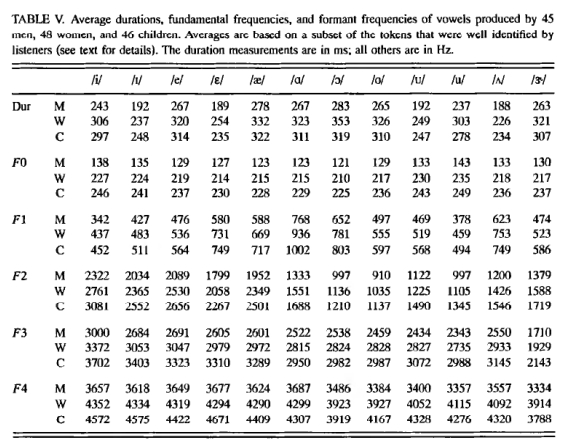 TABLE V. Average durations, fundamental frequencies, and formant frequencies of vowels produced by 45
men, 48 women, and 46 children. Averages are based on a subset of the tokens that were well identified by
listeners (see text for details). The duration measurements are in ms; all others are in Hz.
/i/ /ɪ/ /e/ /ɛ/ /æ/ /ɑ/ /ɔ/ /o/ /ʊ/ /u/ /ʌ/ /ɝ/
Dur M 243 192 267 189 278 267 283 265 192 237 188 263
W 306 237 320 254 332 323 353 326 249 303 226 321
C 297 248 314 235 322 311 319 310 247 278 234 307
F0 M 138 135 129 127 123 123 121 129 133 143 133 130
W 227 224 219 214 215 215 210 217 230 235 218 217
C 246 241 237 230 228 229 225 236 243 249 236 237
F1 M 342 427 476 580 588 768 652 497 469 378 623 474
W 437 483 536 731 669 936 781 555 519 459 753 523
C 452 511 564 749 717 1002 803 597 568 494 749 586
F2 M 2322 2034 2089 1799 1952 1333 997 910 1122 997 1200 1379
W 2761 2365 2530 2058 2349 1551 1136 1035 1225 1105 1426 1588
C 3081 2552 2656 2267 2501 1688 1210 1137 1490 1345 1546 1719
F3 M 3000 2684 2691 2605 2601 2522 2538 2459 2434 2343 2550 1710
W 3372 3053 3047 2979 2972 2815 2824 2828 2827 2735 2933 1929
C 3702 3403 3323 3310 3289 2950 2982 2987 3072 2988 3145 2143
F4 M 3657 3618 3649 3677 3624 3687 3486 3384 3400 3357 3557 3334
W 4352 4334 4319 4294 4290 4299 3923 3927 4052 4115 4092 3914
C 4572 4575 4422 4671 4409 4307 3919 4167 4328 4276 4320 3788